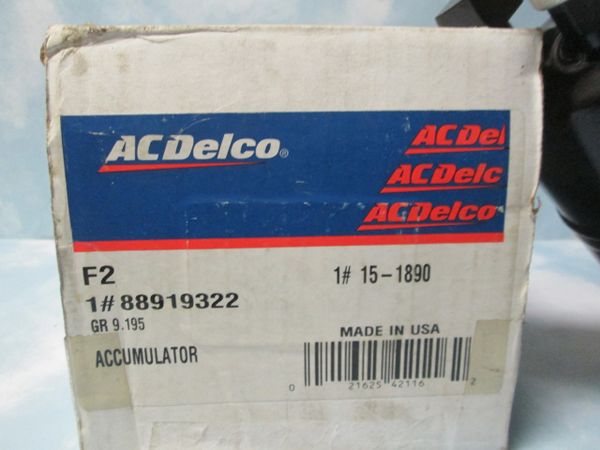 ACDelco®
ACDel
ACDelc
ACDelco
F2
1# 15-1890
1# 88919322
GR 9.195
MADE IN USA
ACCUMULATOR
0 21625 42116 2